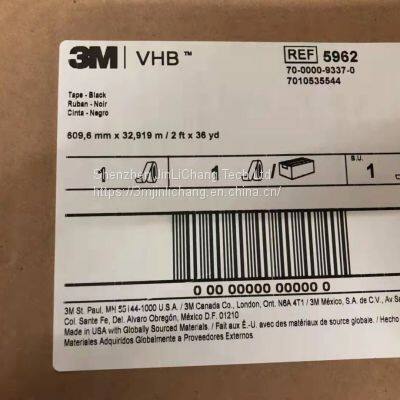 3M | VHB™
REF 5962
70-0000-9337-0
7010535544
Tape - Black
Ruban - Noir
Cinta - Negro
609,6 mm x 32,919 m / 2 ft x 36 yd
1
1
/
S.U.
1
Shenzhen JinLiChang Tech Ltd
https://3mjinlichang.en.china.cn/
0 00 00000 00000 0
3M St. Paul, MN 55144-1000 U.S.A. / 3M Canada Co., London, Ont. N6A 4T1 / 3M México, S.A. de C.V., Av. Sa
Col. Sante Fe, Del. Alvaro Obregón, México, D.F. 01210
Made in USA with Globally Sourced Materials. / Fait aux É.-U. avec des matériaux de source globale. / Hecho
Materiales Adquiridos Globalmente a Proveedores Externos.